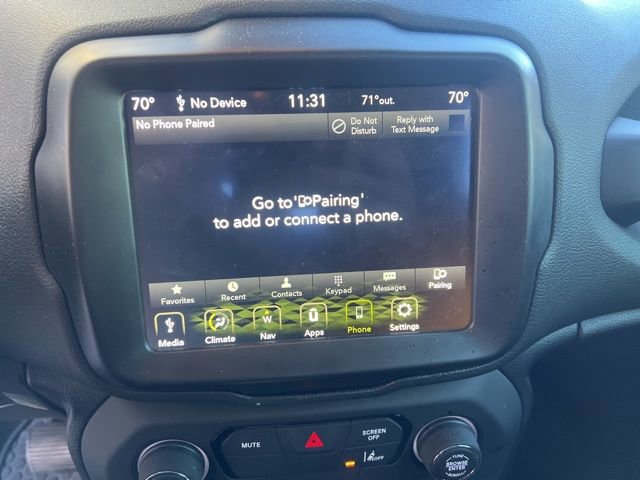 70° No Device 11:31 71°out. 70°
No Phone Paired
Do Not
Disturb
Reply with
Text Message
Go to 'Pairing'
to add or connect a phone.
Favorites Recent Contacts Keypad Messages Pairing
W
Media Climate Nav Apps Phone Settings
MUTE
SCREEN
OFF
OFF
TUNE
BROWSE
ENTER
SCROLL